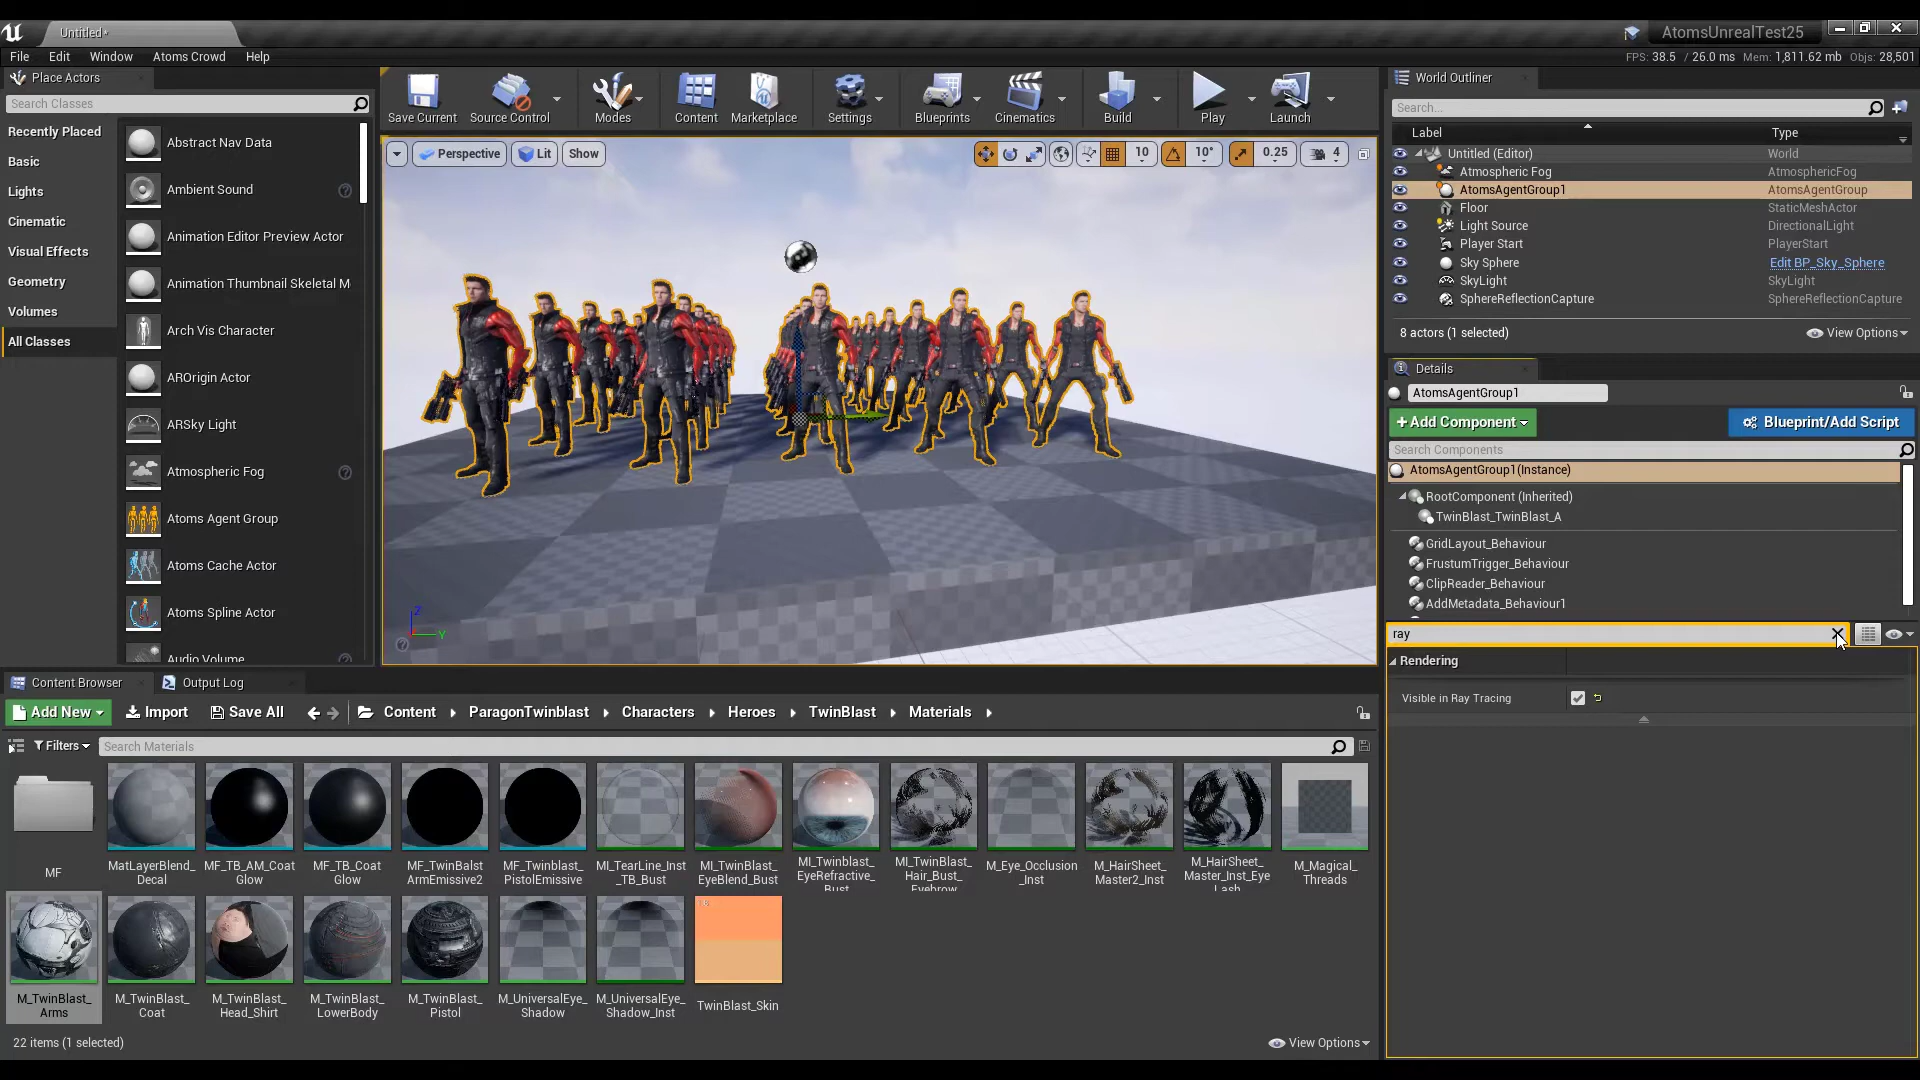 Untitled*
AtomsUnrealTest25
File Edit Window Atoms Crowd Help
FPS: 38.5 / 26.0 ms Mem: 1,811.62 mb Objs: 28,501
Place Actors
Search Classes
Recently Placed
Basic
Lights
Cinematic
Visual Effects
Geometry
Volumes
All Classes
Abstract Nav Data
Ambient Sound
Animation Editor Preview Actor
Animation Thumbnail Skeletal M
Arch Vis Character
AROrigin Actor
ARSky Light
Atmospheric Fog
Atoms Agent Group
Atoms Cache Actor
Atoms Spline Actor
Audio Volume
Save Current Source Control Modes Content Marketplace Settings Blueprints Cinematics Build Play Launch
Perspective Lit Show 10 10° 0.25 4
Z
Y
World Outliner
Search...
Label Type
Untitled (Editor) World
Atmospheric Fog AtmosphericFog
AtomsAgentGroup1 AtomsAgentGroup
Floor StaticMeshActor
Light Source DirectionalLight
Player Start PlayerStart
Sky Sphere Edit BP_Sky_Sphere
SkyLight SkyLight
SphereReflectionCapture SphereReflectionCapture
8 actors (1 selected) View Options
Details
AtomsAgentGroup1
+Add Component Blueprint/Add Script
Search Components
AtomsAgentGroup1(Instance)
RootComponent (Inherited)
TwinBlast_TwinBlast_A
GridLayout_Behaviour
FrustumTrigger_Behaviour
ClipReader_Behaviour
AddMetadata_Behaviour1
ray
Rendering
Visible in Ray Tracing
Content Browser Output Log
Add New Import Save All Content ParagonTwinblast Characters Heroes TwinBlast Materials
Filters Search Materials
MF
MatLayerBlend_
Decal
MF_TB_AM_Coat
Glow
MF_TB_Coat
Glow
MF_TwinBalst
ArmEmissive2
MF_Twinblast_
PistolEmissive
MI_TearLine_Inst
_TB_Bust
MI_TwinBlast_
EyeBlend_Bust
MI_Twinblast_
EyeRefractive_
Bust
MI_TwinBlast_
Hair_Bust_
Eyebrow
M_Eye_Occlusion
_Inst
M_HairSheet_
Master2_Inst
M_HairSheet_
Master_Inst_Eye
Lash
M_Magical_
Threads
M_TwinBlast_
Arms
M_TwinBlast_
Coat
M_TwinBlast_
Head_Shirt
M_TwinBlast_
LowerBody
M_TwinBlast_
Pistol
M_UniversalEye_
Shadow
M_UniversalEye_
Shadow_Inst
TwinBlast_Skin
22 items (1 selected) View Options